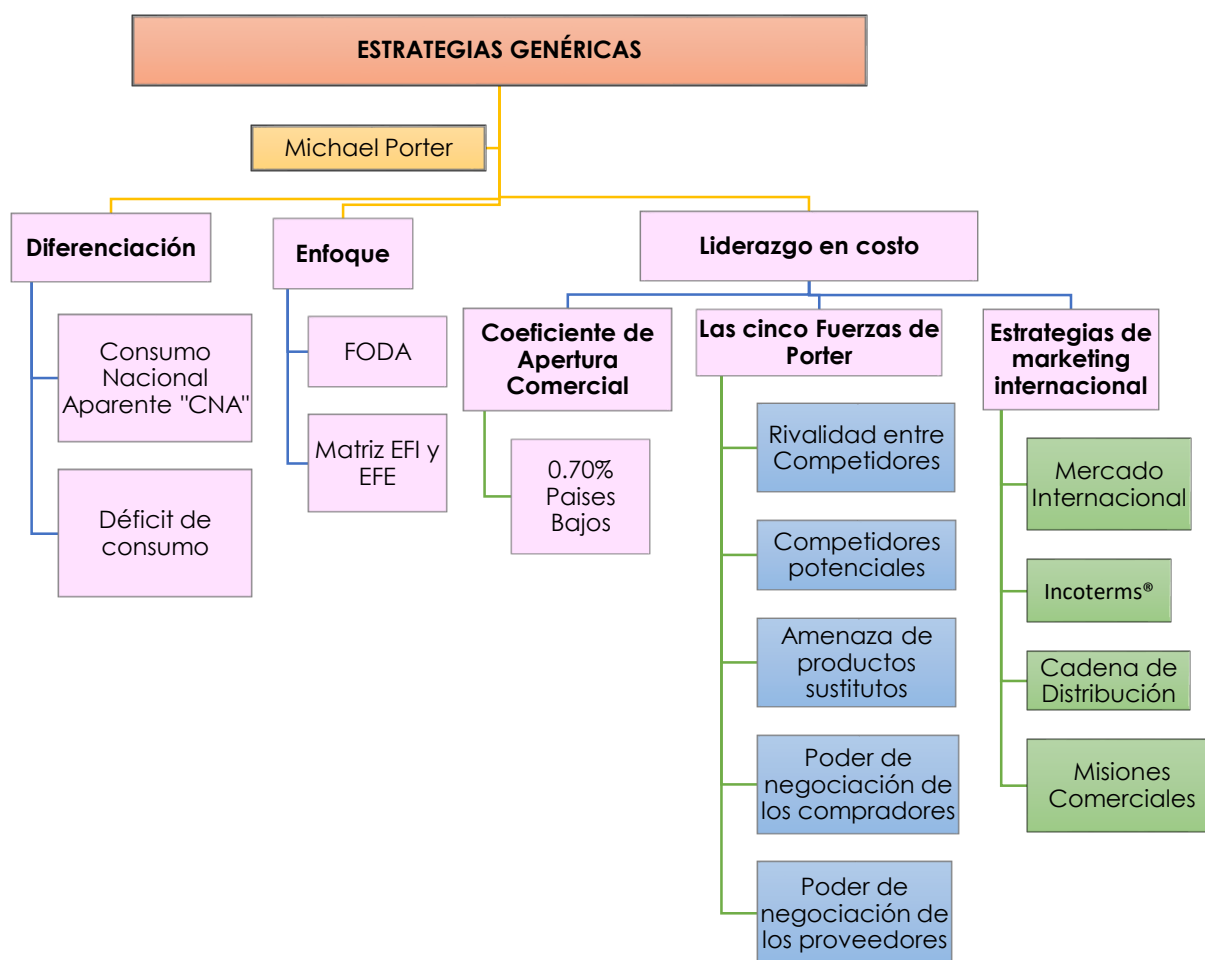 ESTRATEGIAS GENÉRICAS
Michael Porter
Diferenciación
Consumo
Nacional
Aparente "CNA"
Déficit de
consumo
Enfoque
FODA
Matriz EFI y
EFE
Liderazgo en costo
Coeficiente de
Apertura
Comercial
0.70%
Paises
Bajos
Las cinco Fuerzas de
Porter
Rivalidad entre
Competidores
Competidores
potenciales
Amenaza de
productos
sustitutos
Poder de
negociación de
los compradores
Poder de
negociación de
los proveedores
Estrategias de
marketing
internacional
Mercado
Internacional
Incoterms®
Cadena de
Distribución
Misiones
Comerciales